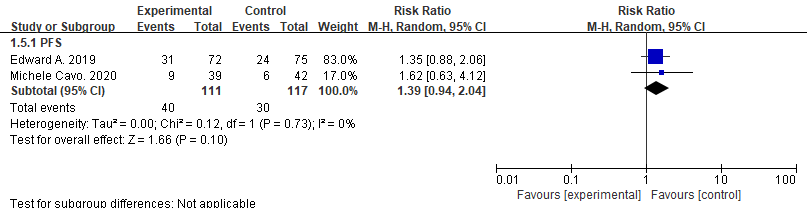 Experimental Control Risk Ratio Risk Ratio
Study or Subgroup Events Total Events Total Weight M-H, Random, 95% CI M-H, Random, 95% CI
1.5.1 PFS
Edward A. 2019 31 72 24 75 83.0% 1.35 [0.88, 2.06]
Michele Cavo. 2020 9 39 6 42 17.0% 1.62 [0.63, 4.12]
Subtotal (95% CI) 111 117 100.0% 1.39 [0.94, 2.04]
Total events 40 30
Heterogeneity: Tau² = 0.00; Chi² = 0.12, df = 1 (P = 0.73); I² = 0%
Test for overall effect: Z = 1.66 (P = 0.10)
0.01 0.1 1 10 100
Favours [experimental] Favours [control]
Test for subgroup differences: Not applicable